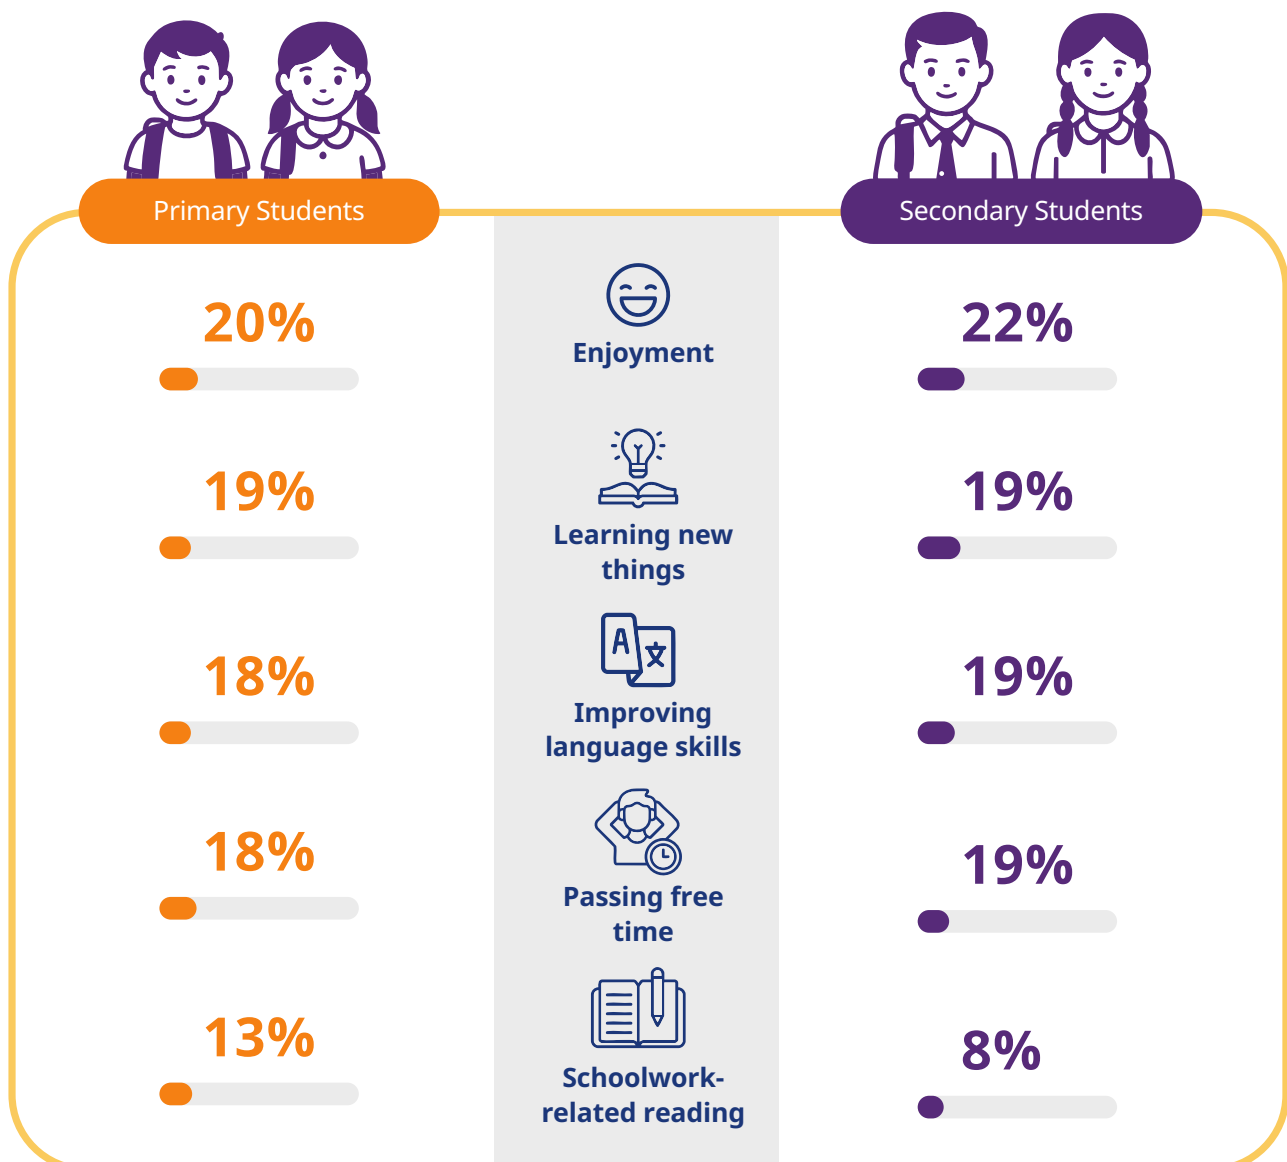 Primary Students
Secondary Students
20%
Enjoyment
22%
19%
Learning new
things
19%
18%
Improving
language skills
19%
18%
Passing free
time
19%
13%
Schoolwork-
related reading
8%
A 文